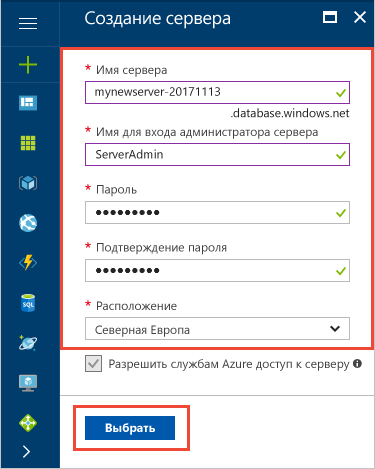 Создание сервера
* Имя сервера
mynewserver-20171113
.database.windows.net
* Имя для входа администратора сервера
ServerAdmin
* Пароль
•••••••••
* Подтверждение пароля
•••••••••
* Расположение
Северная Европа
Разрешить службам Azure доступ к серверу
SQL
Выбрать